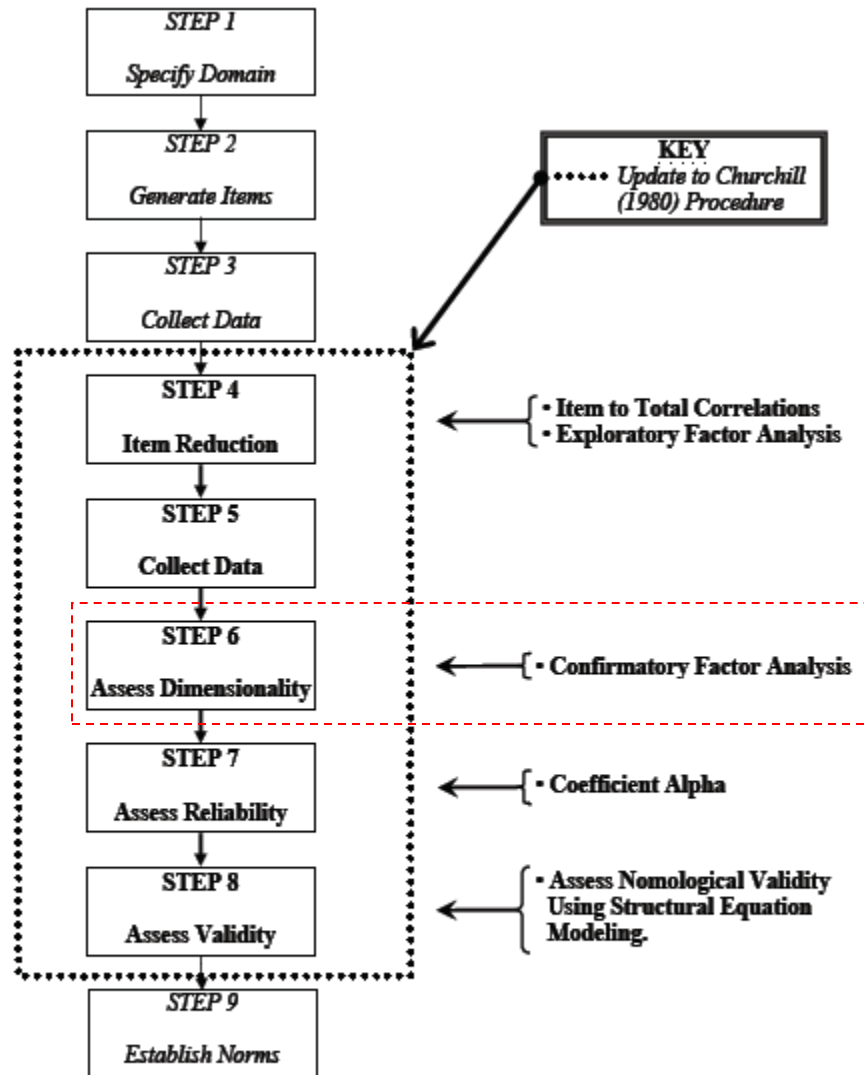 STEP 1
Specify Domain
STEP 2
Generate Items
KEY
Update to Churchill
(1980) Procedure
STEP 3
Collect Data
STEP 4
Item Reduction
• Item to Total Correlations
• Exploratory Factor Analysis
STEP 5
Collect Data
STEP 6
Assess Dimensionality
• Confirmatory Factor Analysis
STEP 7
Assess Reliability
• Coefficient Alpha
STEP 8
Assess Validity
• Assess Nomological Validity
Using Structural Equation
Modeling.
STEP 9
Establish Norms